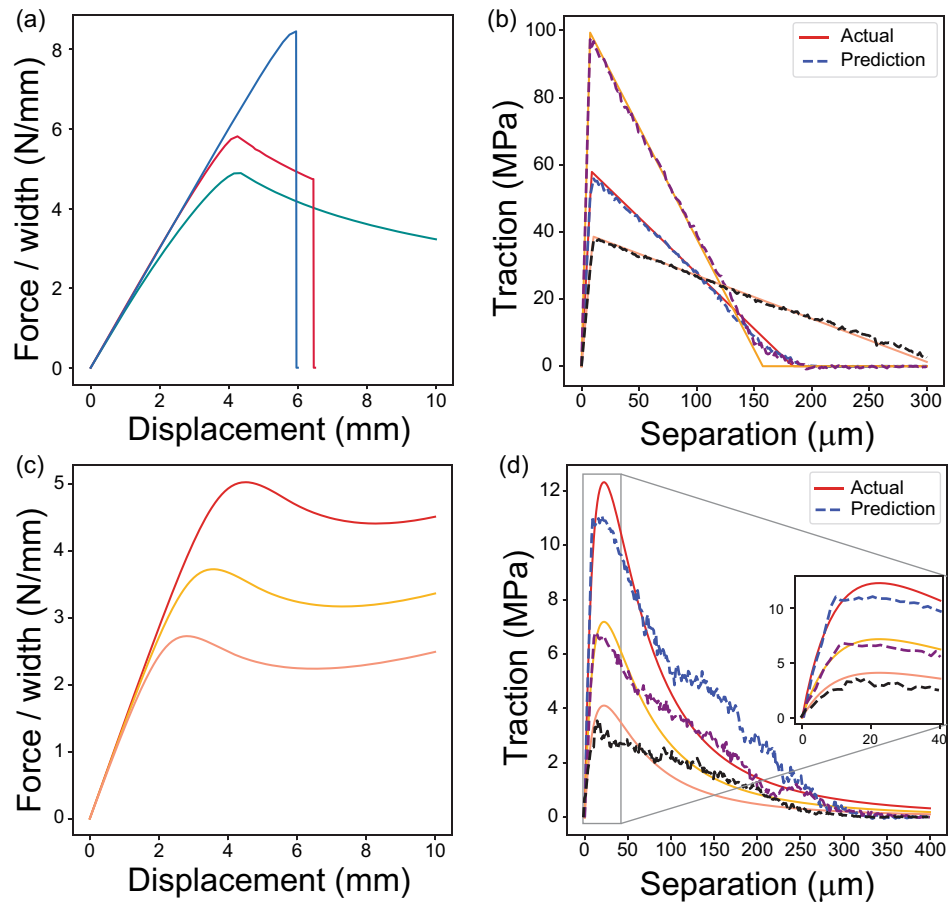 (a)
Force / width (N/mm)
8
6
4
2
0
0 2 4 6 8 10
Displacement (mm)
(b)
Traction (MPa)
100
80
60
40
20
0
0 50 100 150 200 250 300
Separation (μm)
Actual
Prediction
(c)
Force / width (N/mm)
5
4
3
2
1
0
0 2 4 6 8 10
Displacement (mm)
(d)
Traction (MPa)
12
10
8
6
4
2
0
0 50 100 150 200 250 300 350 400
Separation (μm)
Actual
Prediction
10
5
0
0 20 40